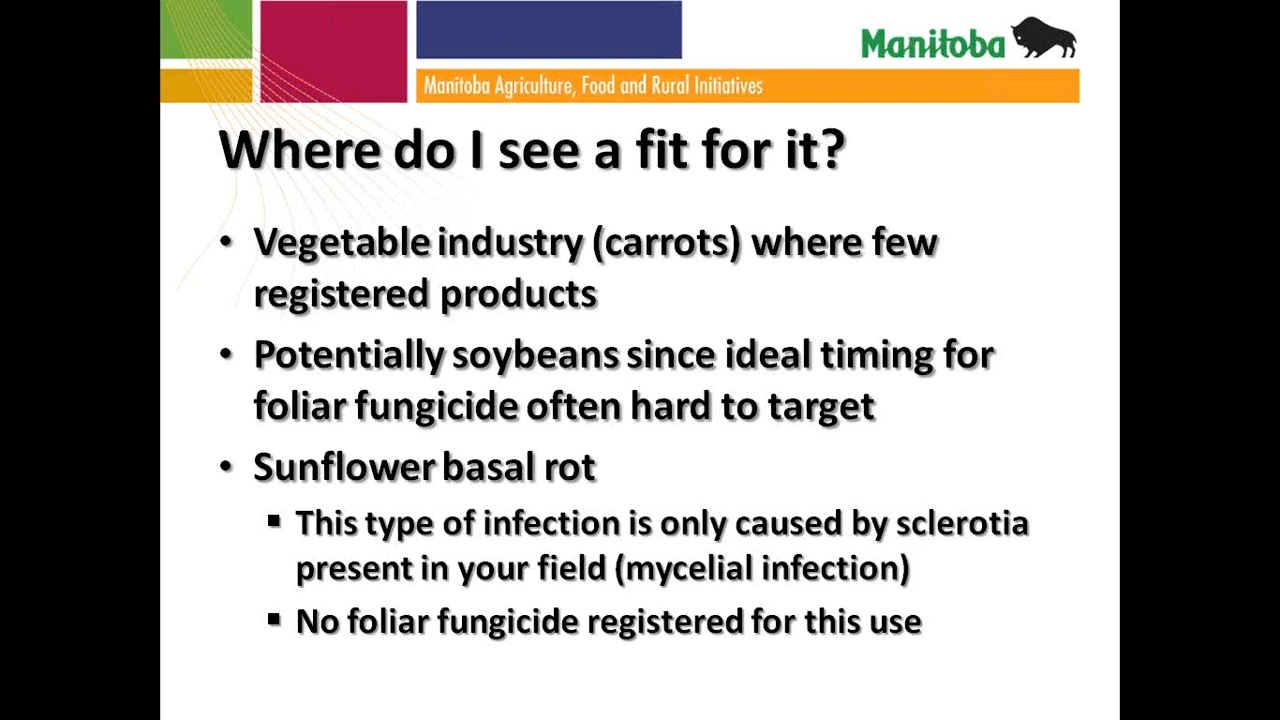 Manitoba
Manitoba Agriculture, Food and Rural Initiatives
Where do I see a fit for it?
• Vegetable industry (carrots) where few
registered products
• Potentially soybeans since ideal timing for
foliar fungicide often hard to target
• Sunflower basal rot
▪ This type of infection is only caused by sclerotia
present in your field (mycelial infection)
▪ No foliar fungicide registered for this use